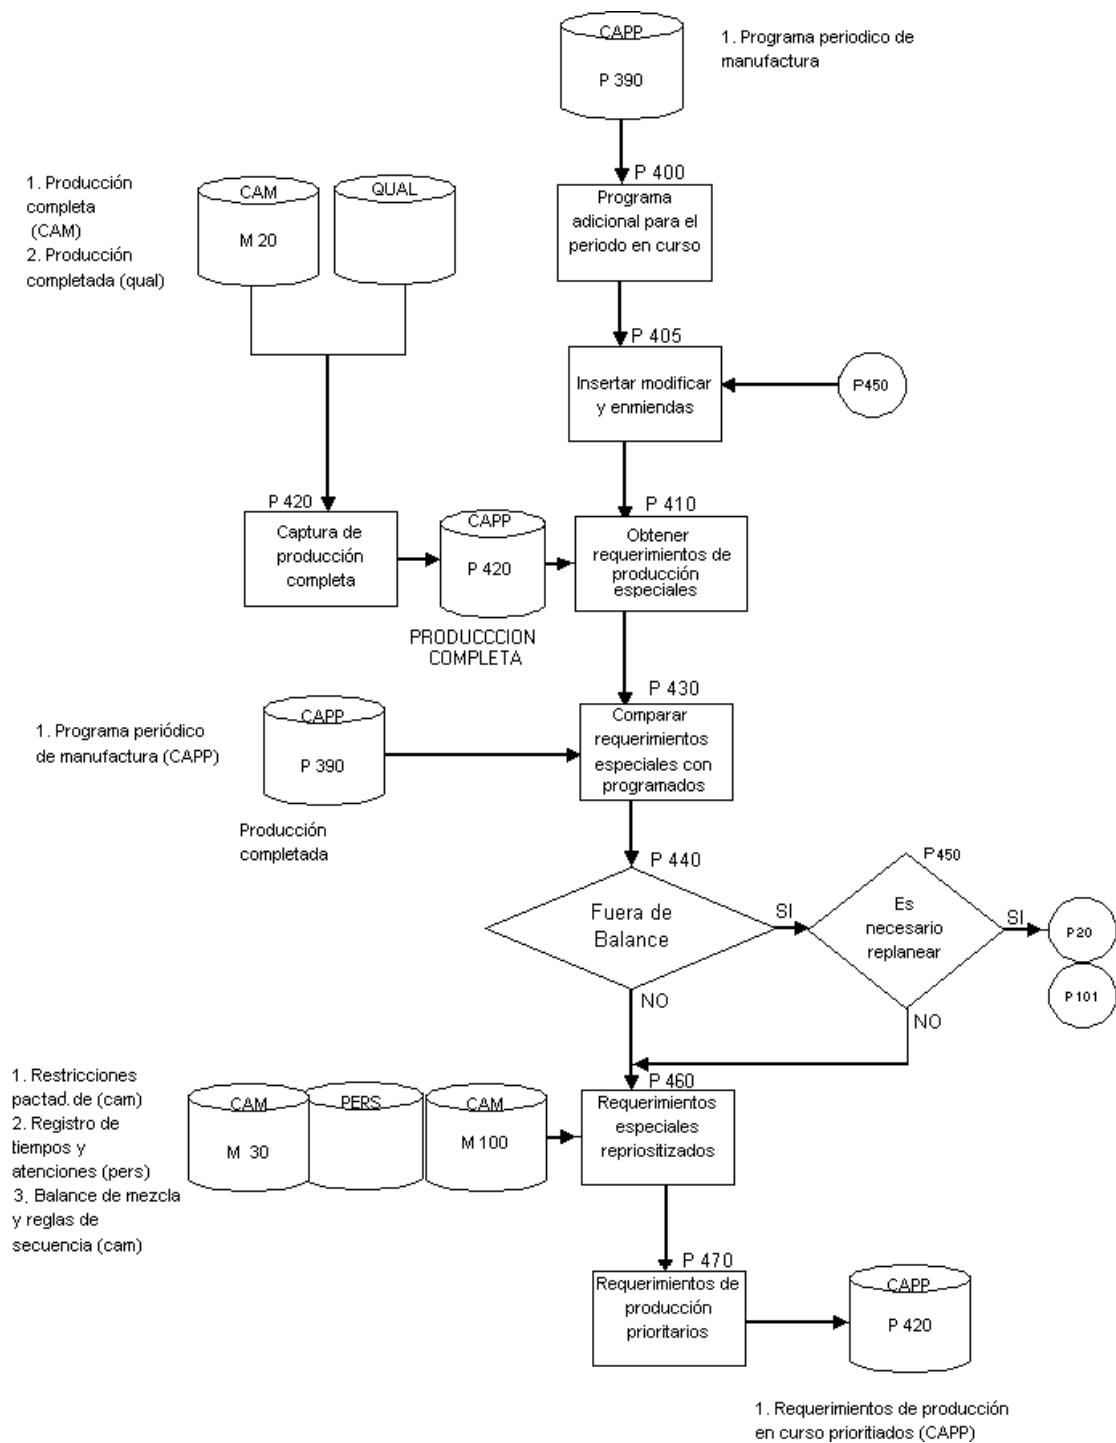 CAPP
P 390
1. Programa periodico de
manufactura
P 400
Programa
adicional para el
periodo en curso
1. Producción
completa
(CAM)
2. Producción
completada (qual)
CAM
M 20
QUAL
P 405
Insertar modificar
y enmiendas
P450
P 420
Captura de
producción
completa
CAPP
P 420
PRODUCCCION
COMPLETA
P 410
Obtener
requerimientos de
producción
especiales
P 430
Comparar
requerimientos
especiales con
programados
1. Programa periódico
de manufactura (CAPP)
CAPP
P 390
Producción
completada
P 440
Fuera de
Balance
SI
NO
P450
Es
necesario
replanear
SI
NO
P20
P101
1. Restricciones
pactad.de (cam)
2. Registro de
tiempos y
atenciones (pers)
3. Balance de mezcla
y reglas de
secuencia (cam)
CAM
M 30
PERS
CAM
M 100
P 460
Requerimientos
especiales
repriositizados
P 470
Requerimientos de
producción
prioritarios
CAPP
P 420
1. Requerimientos de producción
en curso prioritiados (CAPP)